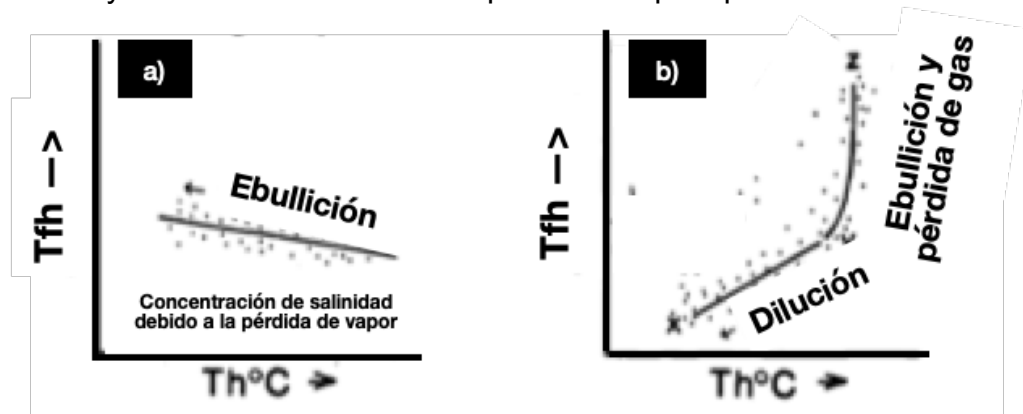 a)
Ebullición
Concentración de salinidad
debido a la pérdida de vapor
Tfh —>
Th°C →
b)
z
Ebullición y
pérdida de gas
Dilución
x
Tfh —>
Th°C →